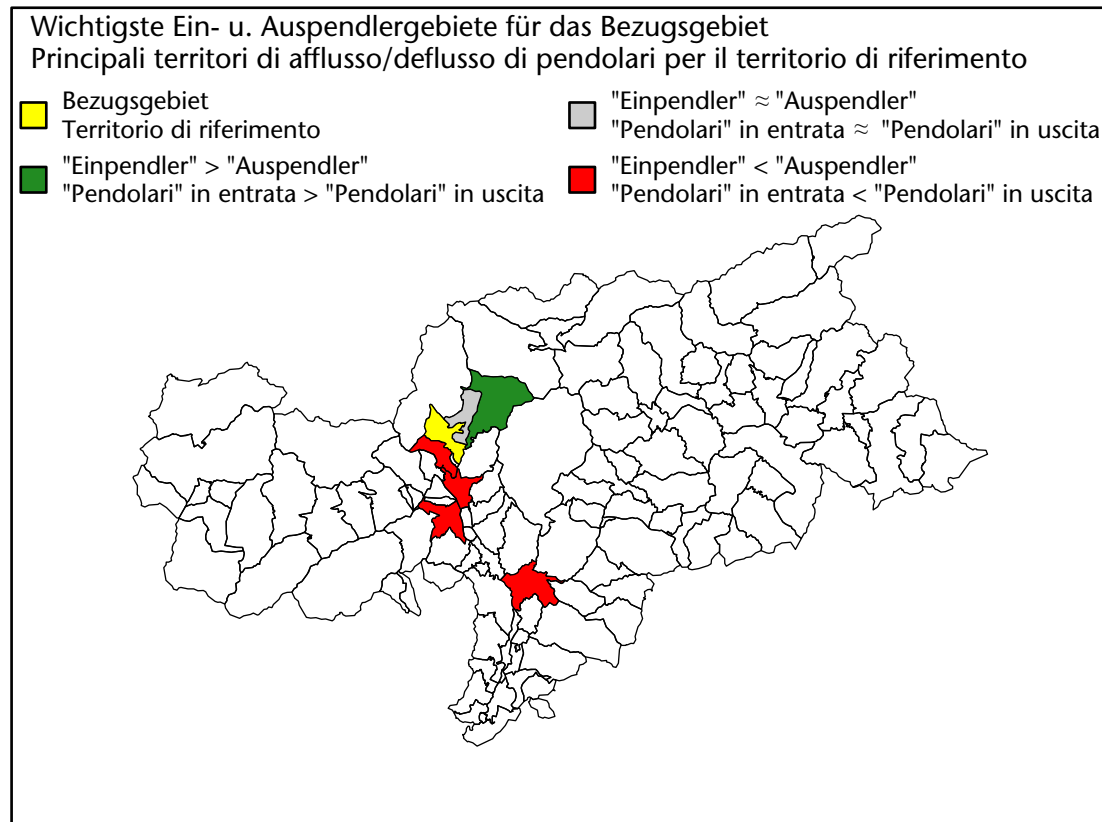 Wichtigste Ein- u. Auspendlergebiete für das Bezugsgebiet
Principali territori di afflusso/deflusso di pendolari per il territorio di riferimento
Bezugsgebiet
Territorio di riferimento
"Einpendler" > "Auspendler"
"Pendolari" in entrata > "Pendolari" in uscita
"Einpendler" ≈ "Auspendler"
"Pendolari" in entrata ≈ "Pendolari" in uscita
"Einpendler" < "Auspendler"
"Pendolari" in entrata < "Pendolari" in uscita